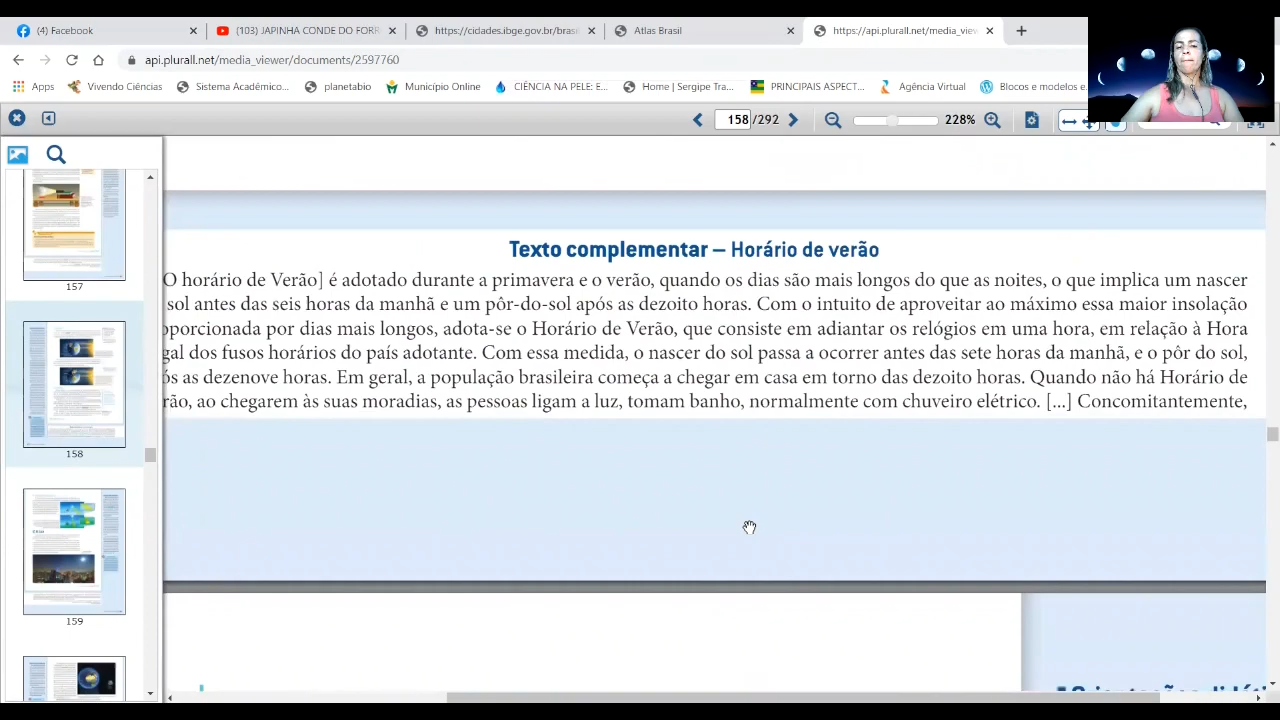 (4) Facebook
(103) JAPINHA CONDE DO FORR
https://cidades.ibge.gov.br/brasi
Atlas Brasil
https://api.plurall.net/media_view
api.plurall.net/media_viewer/documents/2597760
Apps
Vivendo Ciências
Sistema Acadêmico...
planetabio
Município Online
CIÊNCIA NA PELE: E...
Home | Sergipe Tra...
PRINCIPAIS ASPECT...
Agência Virtual
Blocos e modelos e
158 /292
228%
157
158
159
Texto complementar – Horário de verão
O horário de Verão] é adotado durante a primavera e o verão, quando os dias são mais longos do que as noites, o que implica um nascer
sol antes das seis horas da manhã e um pôr-do-sol após as dezoito horas. Com o intuito de aproveitar ao máximo essa maior insolação
oporcionada por dias mais longos, adota-se o Horário de Verão, que consiste em adiantar os relógios em uma hora, em relação à Hora
gal dos fusos horários do país adotante. Com essa medida, o nascer do sol passa a ocorrer antes das sete horas da manhã, e o pôr do sol,
ós as dezenove horas. Em geral, a população brasileira começa a chegar em casa em torno das dezoito horas. Quando não há Horário de
rão, ao chegarem às suas moradias, as pessoas ligam a luz, tomam banho, normalmente com chuveiro elétrico. [...] Concomitantemente,